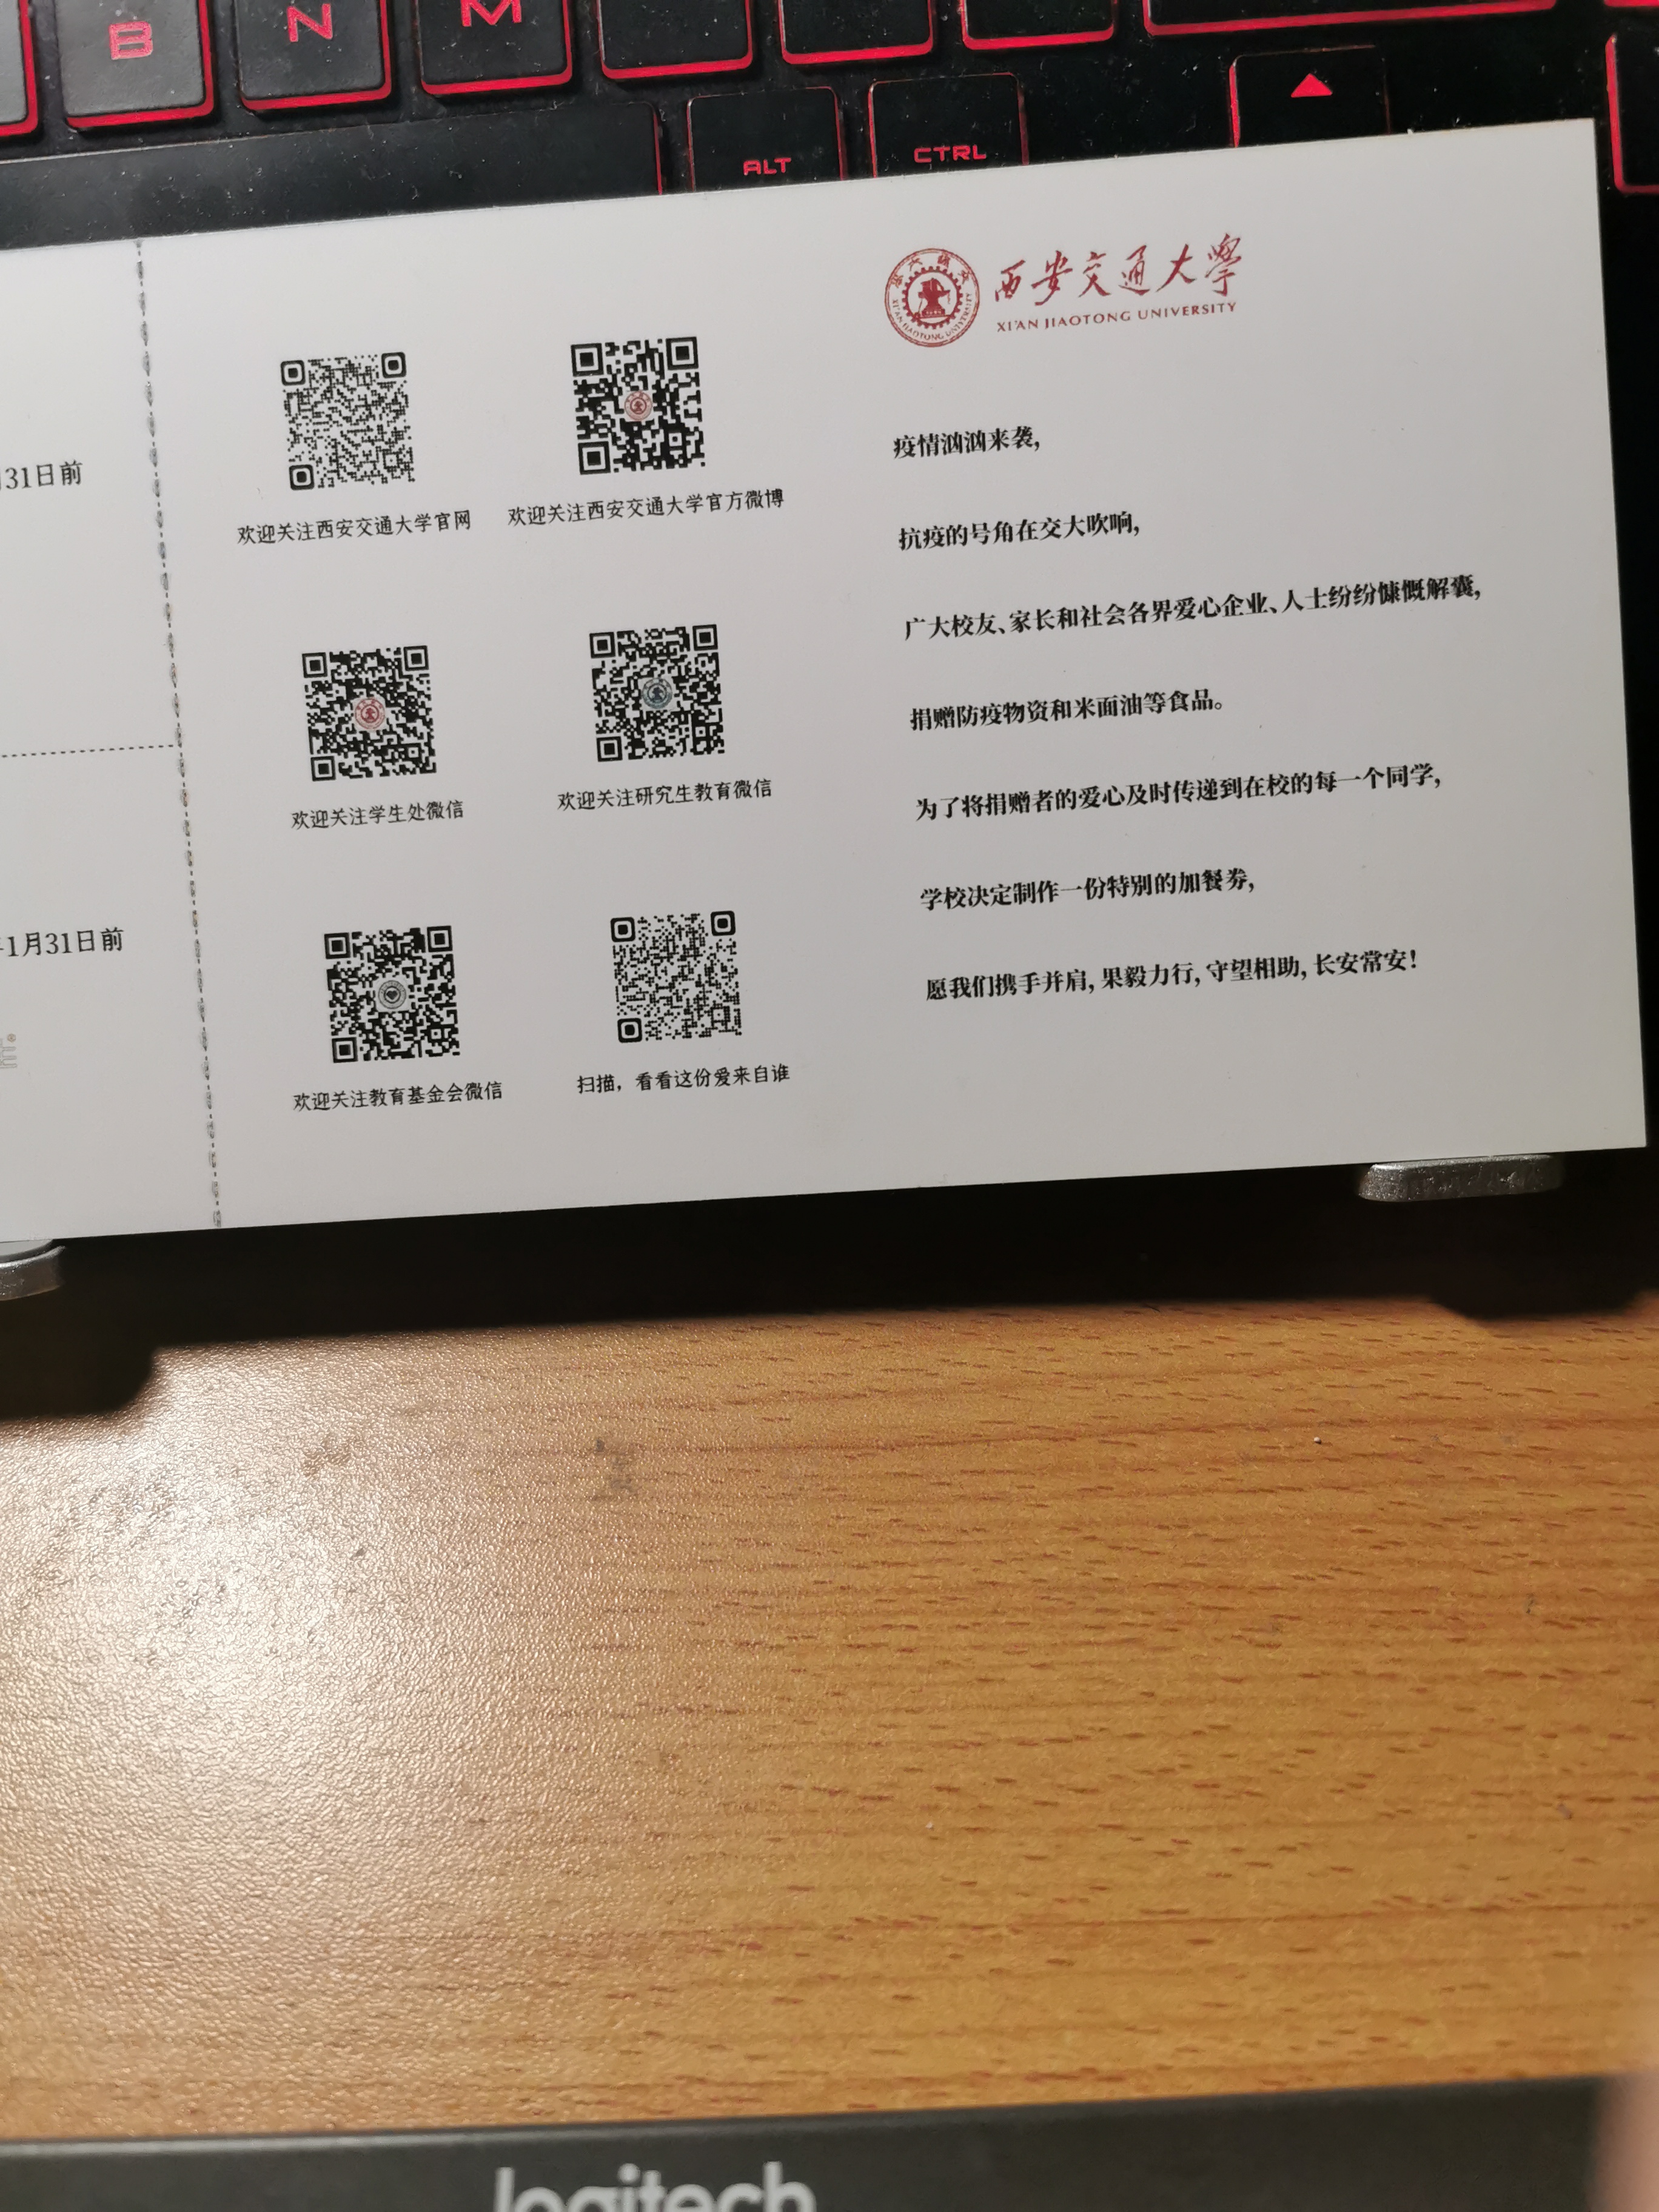 B N M
ALT CTRL
西安交通大學
XI'AN JIAOTONG UNIVERSITY
疫情汹汹来袭,
抗疫的号角在交大吹响,
广大校友、家长和社会各界爱心企业、人士纷纷慷慨解囊,
捐赠防疫物资和米面油等食品。
为了将捐赠者的爱心及时传递到在校的每一个同学,
学校决定制作一份特别的加餐券,
愿我们携手并肩, 果毅力行, 守望相助, 长安常安!
欢迎关注西安交通大学官网
欢迎关注西安交通大学官方微博
欢迎关注学生处微信
欢迎关注研究生教育微信
欢迎关注教育基金会微信
扫描，看看这份爱来自谁
31日前
1月31日前
logitech